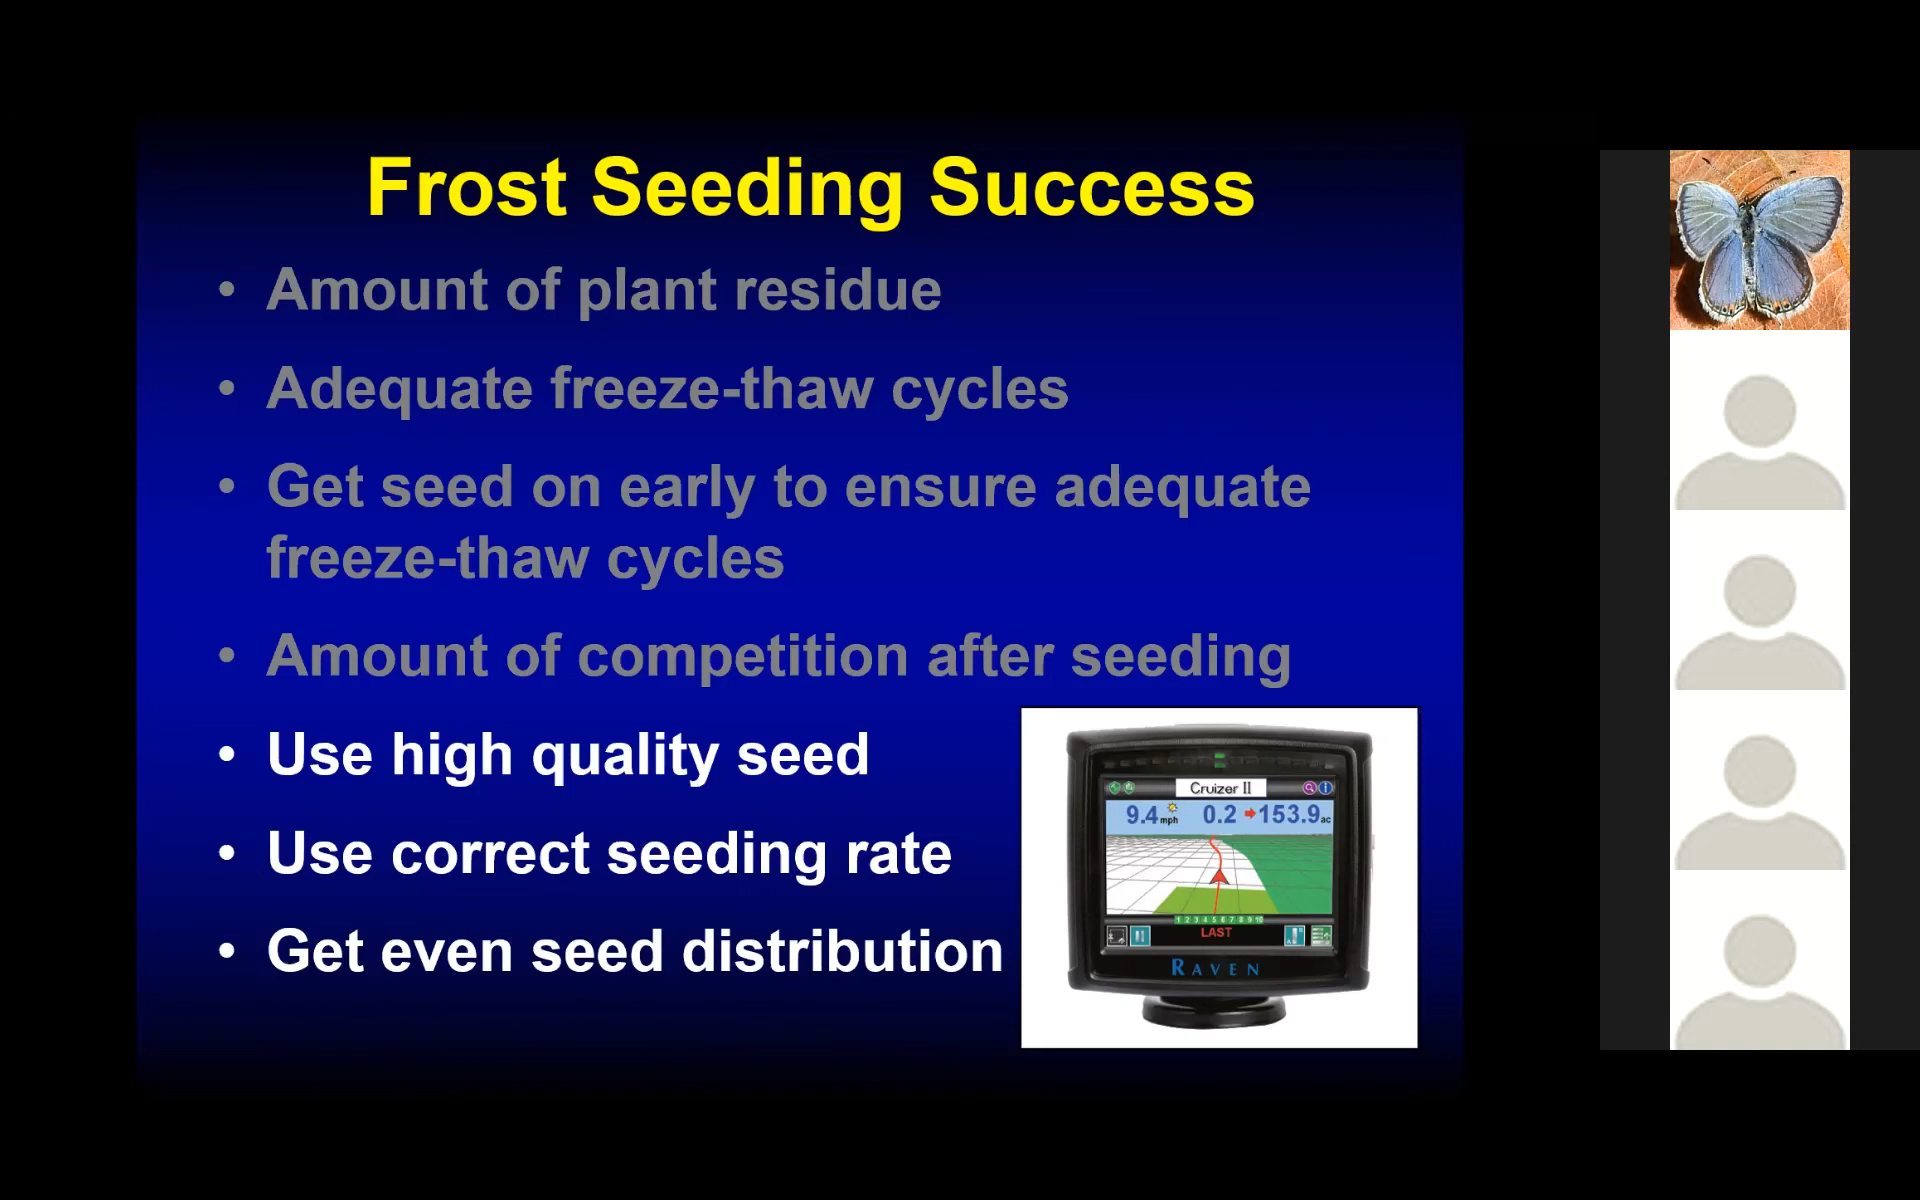 Frost Seeding Success
• Amount of plant residue
• Adequate freeze-thaw cycles
• Get seed on early to ensure adequate
freeze-thaw cycles
• Amount of competition after seeding
• Use high quality seed
• Use correct seeding rate
• Get even seed distribution
Cruizer II
9.4 mph 0.2 153.9 ac
1 2 3 4 5 6 7 8 9 10
LAST
RAVEN